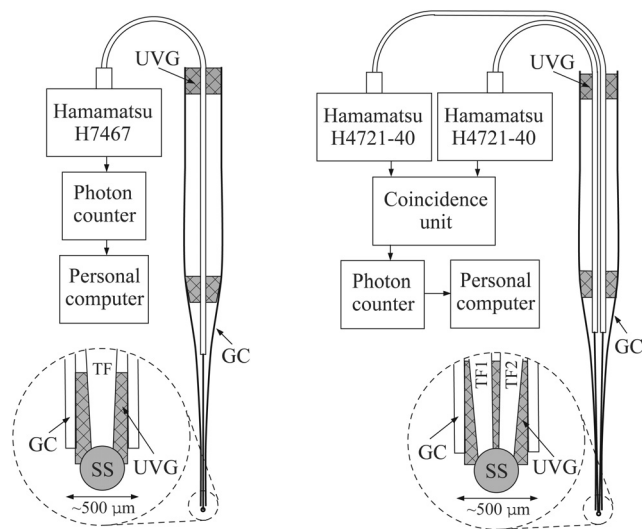 UVG
Hamamatsu
H7467
Photon
counter
Personal
computer
GC
TF
GC
UVG
SS
~500 µm
UVG
Hamamatsu
H4721-40
Hamamatsu
H4721-40
Coincidence
unit
Photon
counter
Personal
computer
GC
TF1
TF2
GC
UVG
SS
~500 µm